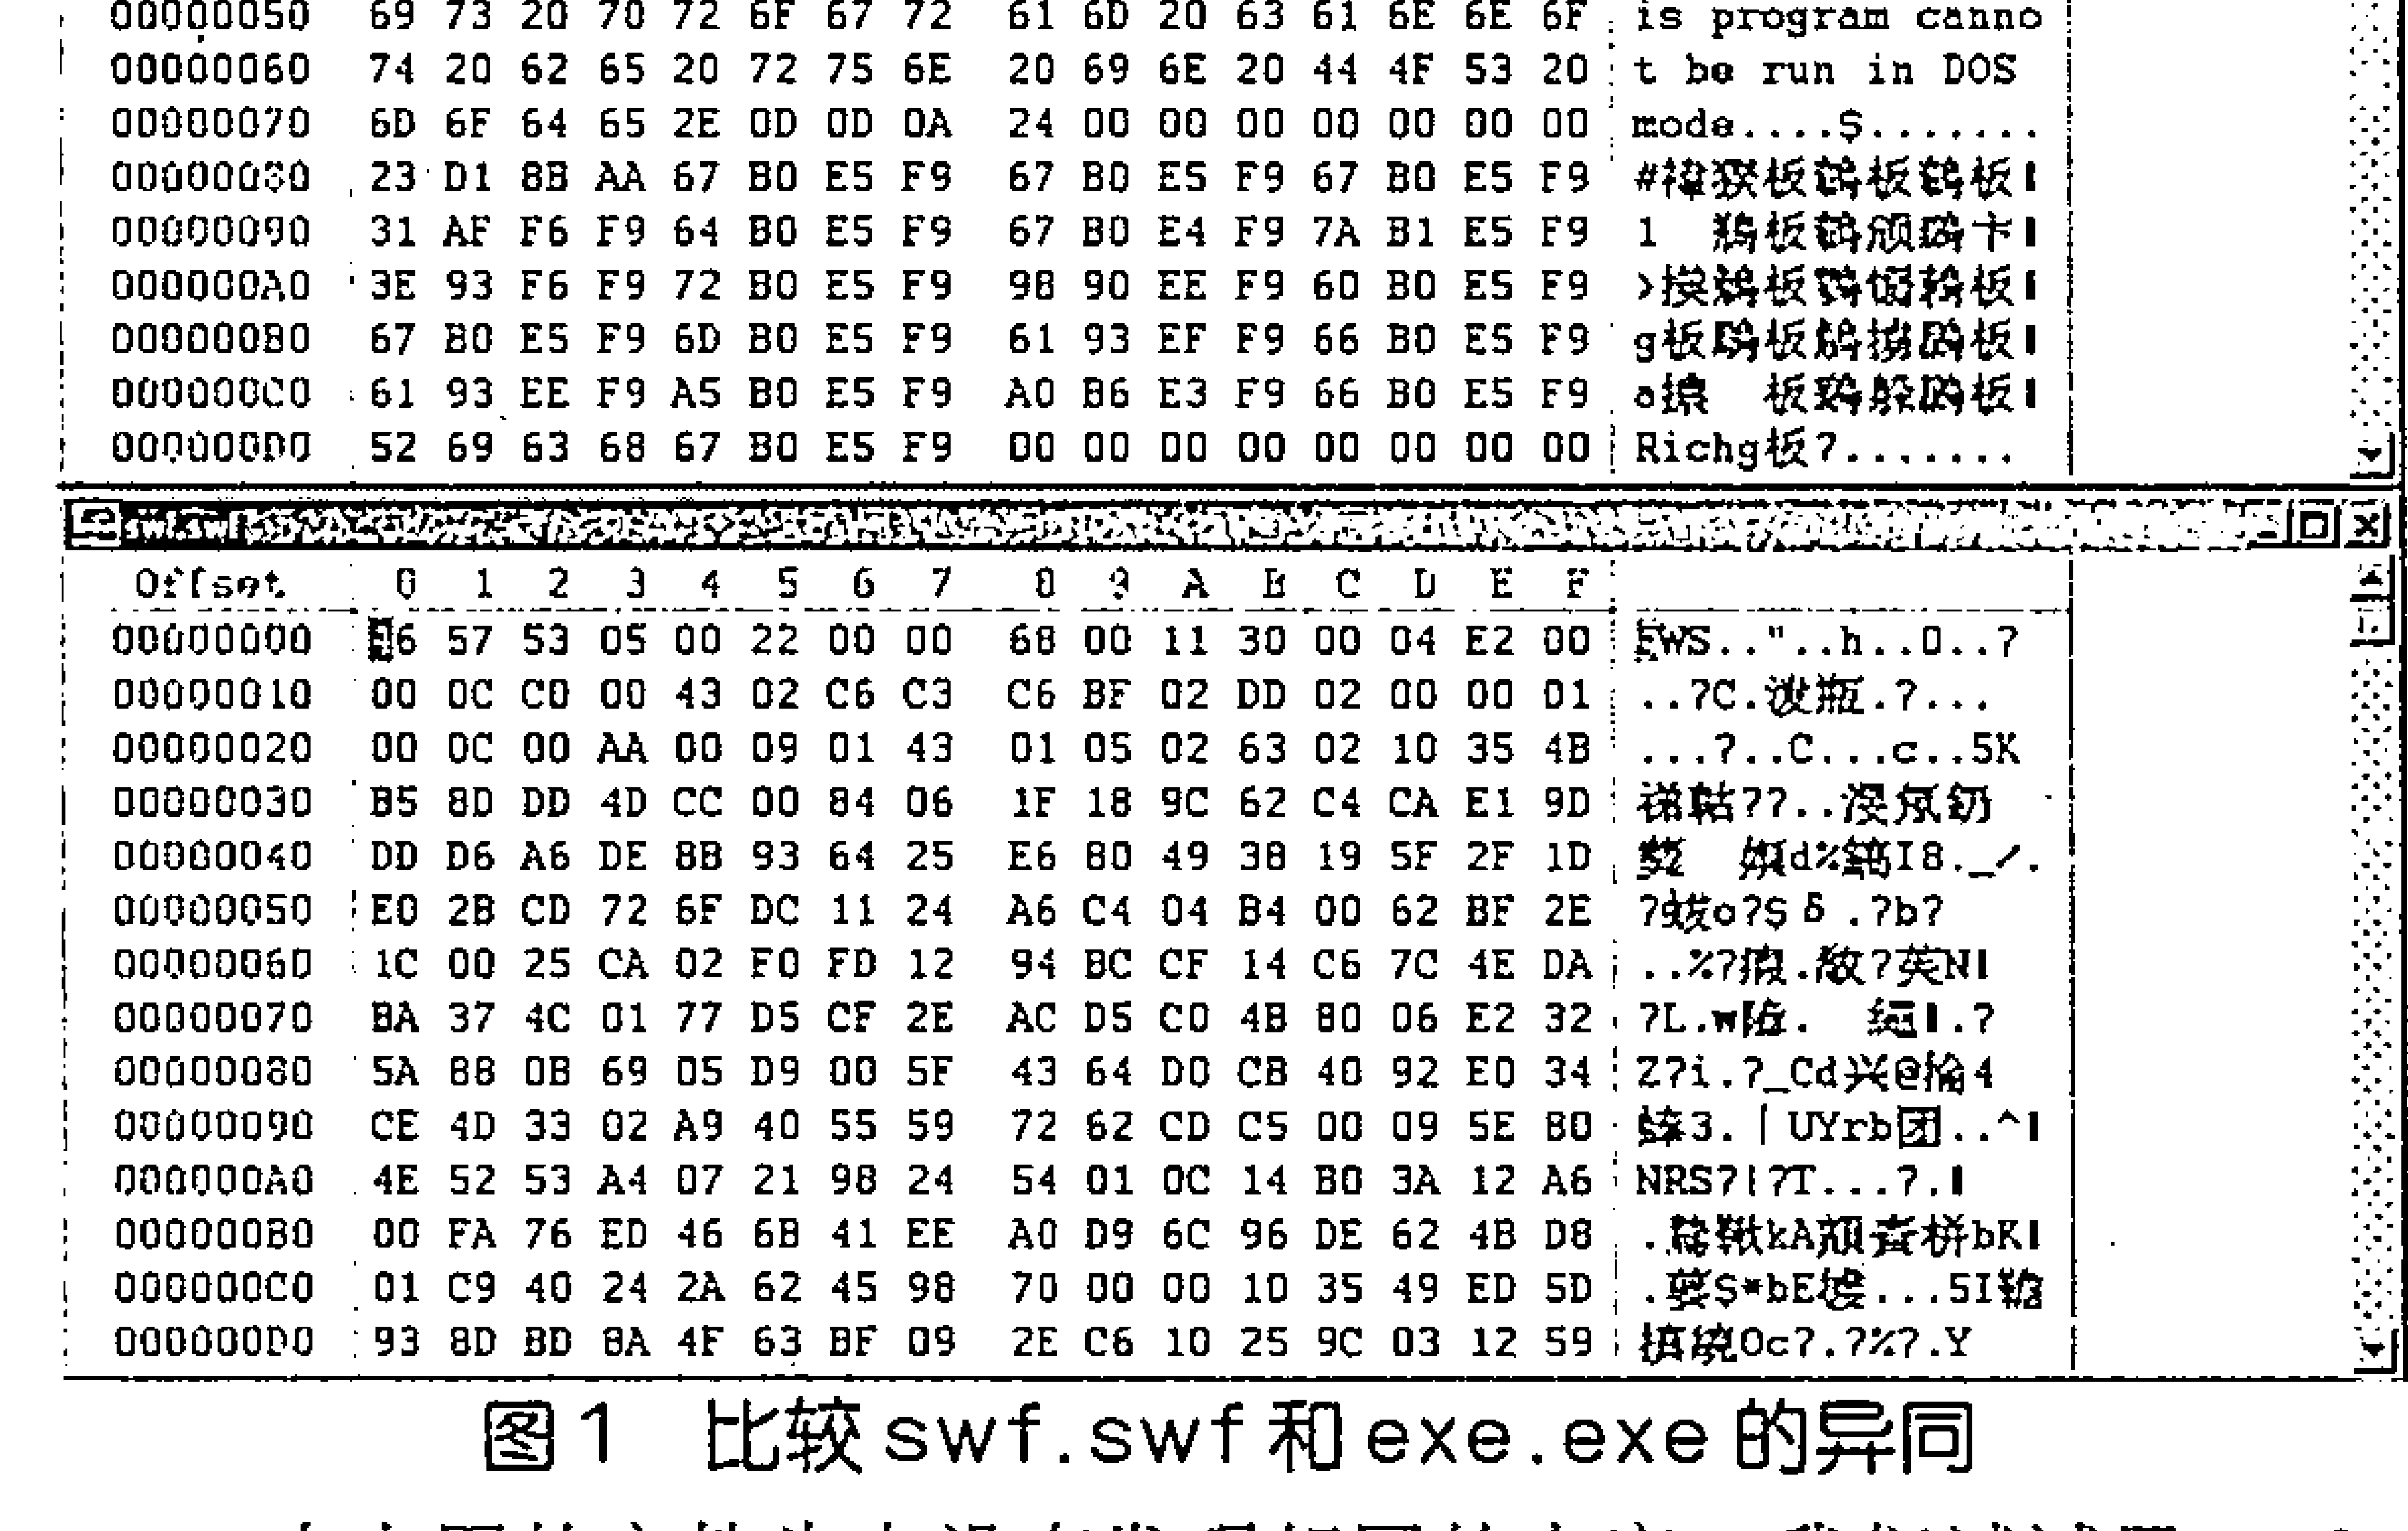 00000050 69 73 20 70 72 6F 67 72 61 6D 20 63 61 6E 6E 6F is program canno
00000060 74 20 62 65 20 72 75 6E 20 69 6E 20 44 4F 53 20 t be run in DOS
00000070 6D 6F 64 65 2E 0D 0D 0A 24 00 00 00 00 00 00 00 mode....$.......
00000080 23 D1 8B AA 67 B0 E5 F9 67 B0 E5 F9 67 B0 E5 F9
00000090 31 AF F6 F9 64 B0 E5 F9 67 B0 E4 F9 7A B1 E5 F9
000000A0 3E 93 F6 F9 72 B0 E5 F9 98 90 EE F9 60 B0 E5 F9
000000B0 67 B0 E5 F9 6D B0 E5 F9 61 93 EF F9 66 B0 E5 F9
000000C0 61 93 EE F9 A5 B0 E5 F9 A0 B6 E3 F9 66 B0 E5 F9
000000D0 52 69 63 68 67 B0 E5 F9 00 00 00 00 00 00 00 00 Richg板?.......
swf.swf
Offset 0 1 2 3 4 5 6 7 8 9 A B C D E F
00000000 46 57 53 05 00 22 00 00 68 00 11 30 00 04 E2 00 FWS.."..h..0..?
00000010 00 0C C0 00 43 02 C6 C3 C6 BF 02 DD 02 00 00 01
00000020 00 0C 00 AA 00 09 01 43 01 05 02 63 02 10 35 4B ...?..C...c..5K
00000030 B5 8D DD 4D CC 00 84 06 1F 18 9C 62 C4 CA E1 9D
00000040 DD D6 A6 DE 8B 93 64 25 E6 80 49 38 19 5F 2F 1D
00000050 E0 2B CD 72 6F DC 11 24 A6 C4 04 B4 00 62 BF 2E
00000060 1C 00 25 CA 02 F0 FD 12 94 BC CF 14 C6 7C 4E DA
00000070 BA 37 4C 01 77 D5 CF 2E AC D5 C0 4B 80 06 E2 32
00000080 5A 88 0B 69 05 D9 00 5F 43 64 D0 CB 40 92 E0 34
00000090 CE 4D 33 02 A9 40 55 59 72 62 CD C5 00 09 5E 80
000000A0 4E 52 53 A4 07 21 98 24 54 01 0C 14 B0 3A 12 A6
000000B0 00 FA 76 ED 46 6B 41 EE A0 D9 6C 96 DE 62 4B D8
000000C0 01 C9 40 24 2A 62 45 98 70 00 00 10 35 49 ED 5D
000000D0 93 8D BD 8A 4F 63 BF 09 2E C6 10 25 9C 03 12 59
图1 比较swf.swf和exe.exe的异同